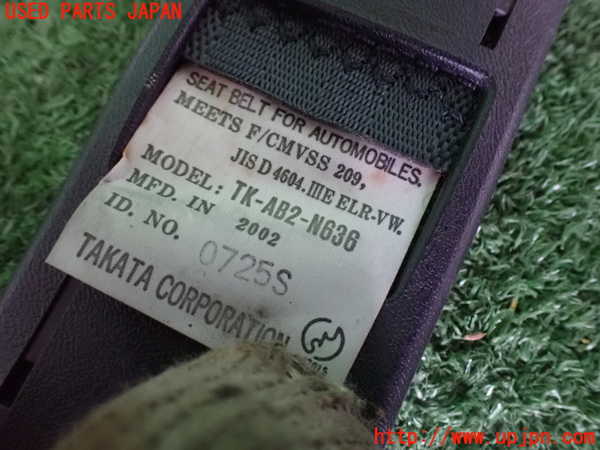 USED PARTS JAPAN
SEAT BELT FOR AUTOMOBILES.
MEETS F/CMVSS 209,
JIS D 4604, IIIE ELR-VW.
MODEL: TK-AB2-N636
MFD. IN 2002
ID. NO. 0725S
TAKATA CORPORATION
http://www.upjpn.com